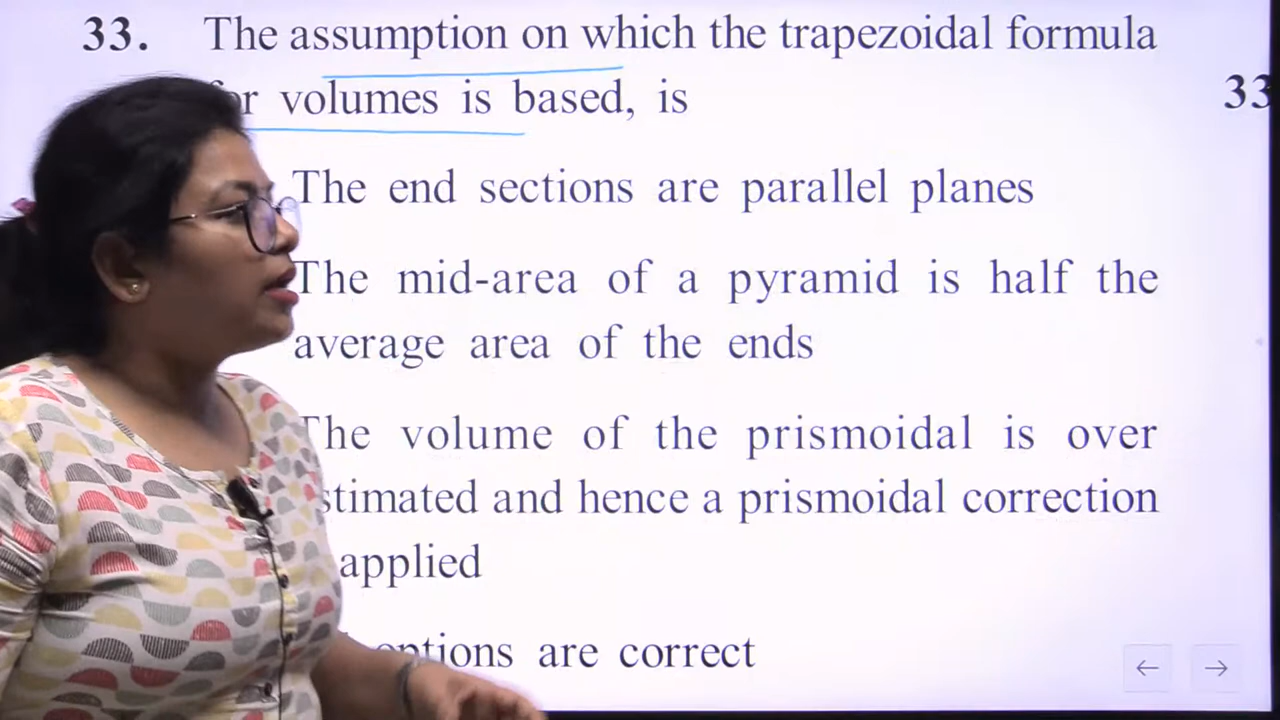 33. The assumption on which the trapezoidal formula
volumes is based, is
33
The end sections are parallel planes
The mid-area of a pyramid is half the
average area of the ends
The volume of the prismoidal is over
stimated and hence a prismoidal correction
applied
options are correct